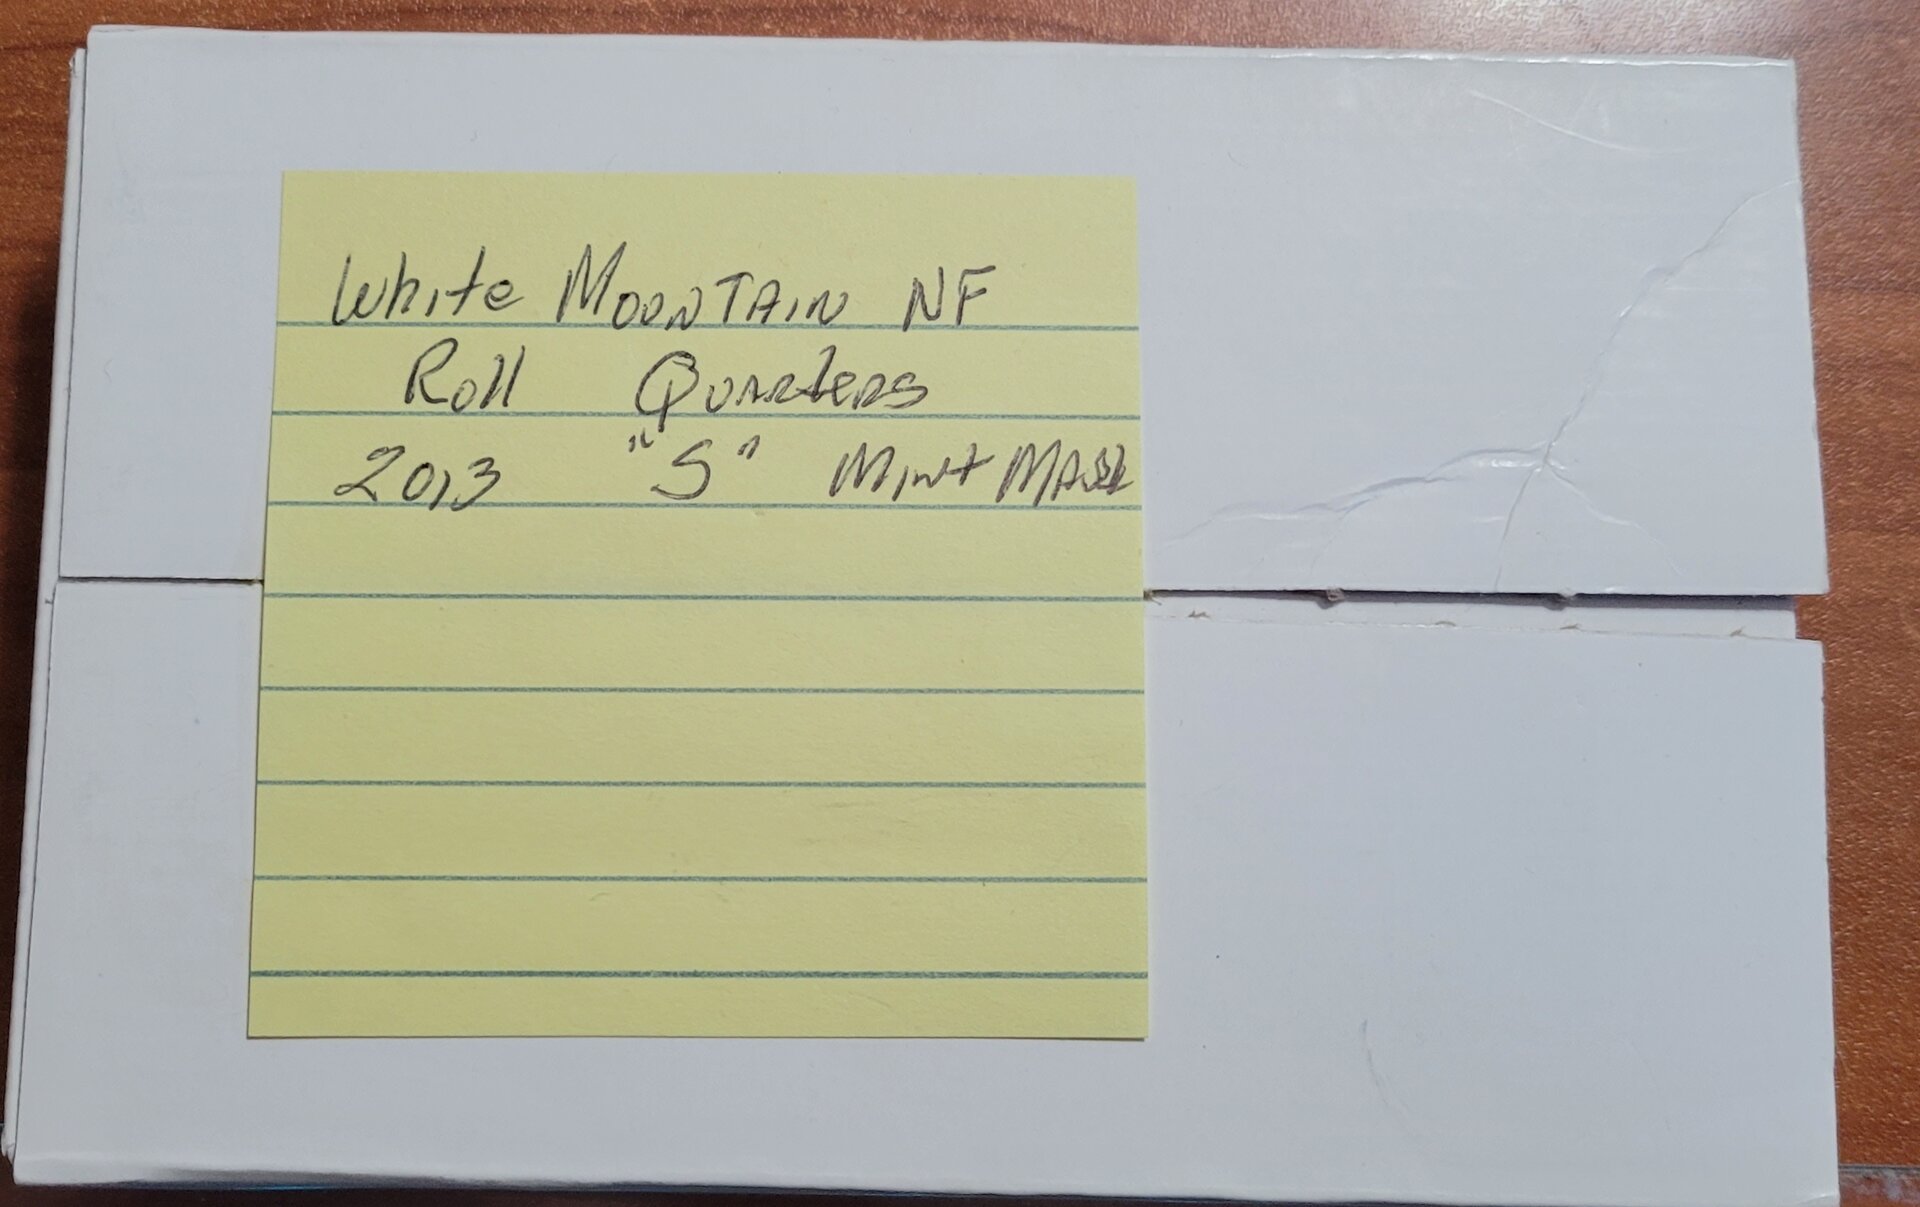 White Mountain NF
Roll Quarters
2013 "S" Mint Mark